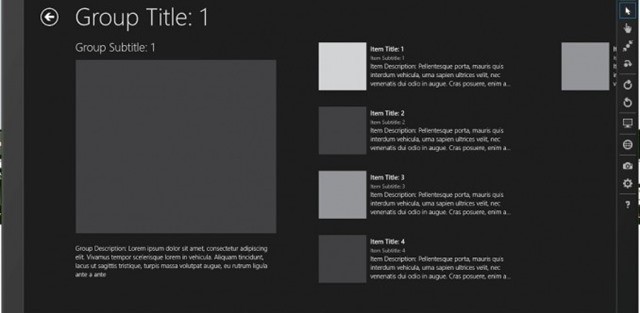 Group Title: 1
Group Subtitle: 1
Group Description: Lorem ipsum dolor sit amet, consectetur adipiscing
elit. Vivamus tempor scelerisque lorem in vehicula. Aliquam tincidunt,
lacus ut sagittis tristique, turpis massa volutpat augue, eu rutrum ligula
ante a ante
Item Title: 1
Item Subtitle: 1
Item Description: Pellentesque porta, mauris quis
interdum vehicula, urna sapien ultrices velit, nec
venenatis dui odio in augue. Cras posuere, enim a...
Item Title: 2
Item Subtitle: 2
Item Description: Pellentesque porta, mauris quis
interdum vehicula, urna sapien ultrices velit, nec
venenatis dui odio in augue. Cras posuere, enim a...
Item Title: 3
Item Subtitle: 3
Item Description: Pellentesque porta, mauris quis
interdum vehicula, urna sapien ultrices velit, nec
venenatis dui odio in augue. Cras posuere, enim a...
Item Title: 4
Item Subtitle: 4
Item Description: Pellentesque porta, mauris quis
interdum vehicula, urna sapien ultrices velit, nec
venenatis dui odio in augue. Cras posuere, enim a...